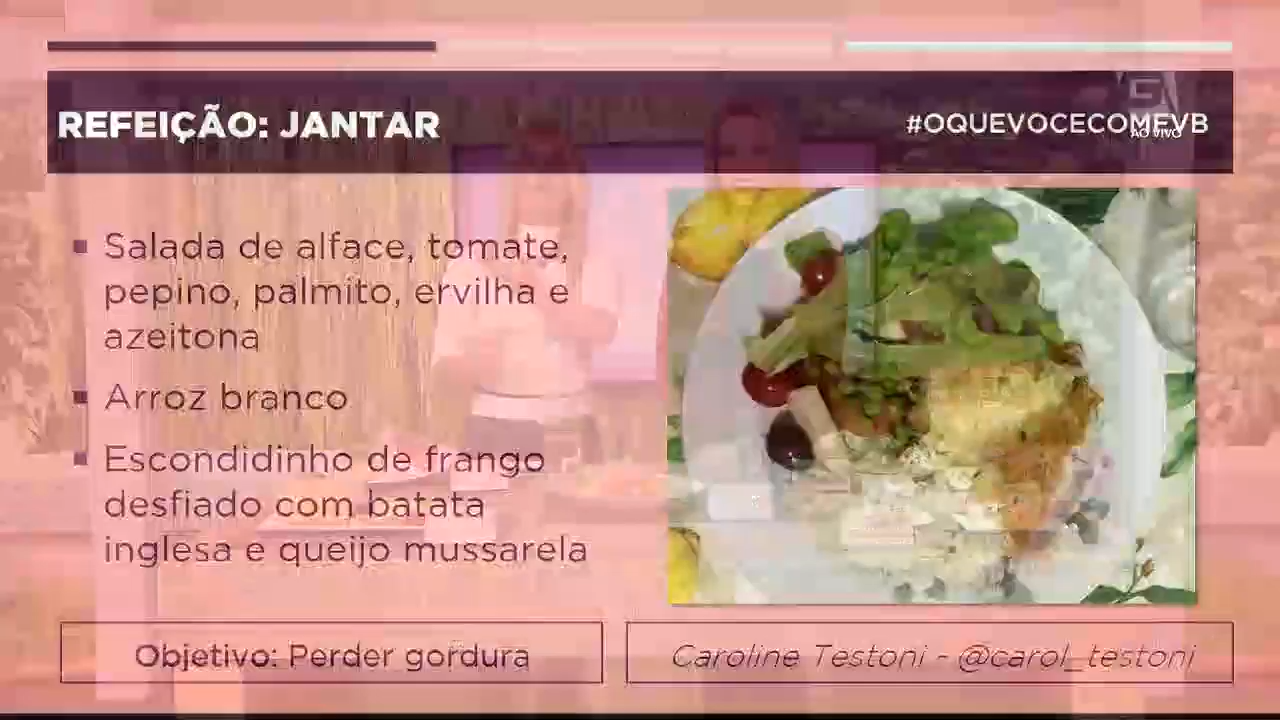 REFEIÇÃO: JANTAR
#OQUEVOCECOMEVB
AO VIVO
Salada de alface, tomate,
pepino, palmito, ervilha e
azeitona
Arroz branco
Escondidinho de frango
desfiado com batata
inglesa e queijo mussarela
Objetivo: Perder gordura
Caroline Testoni - @carol_testoni